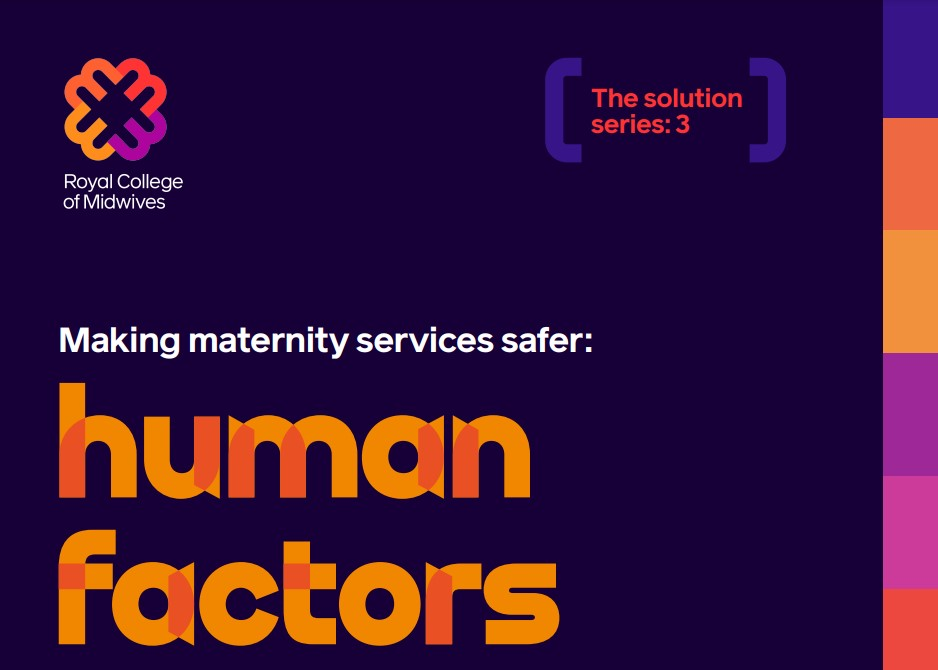 Royal College
of Midwives
The solution
series: 3
Making maternity services safer:
human
factors